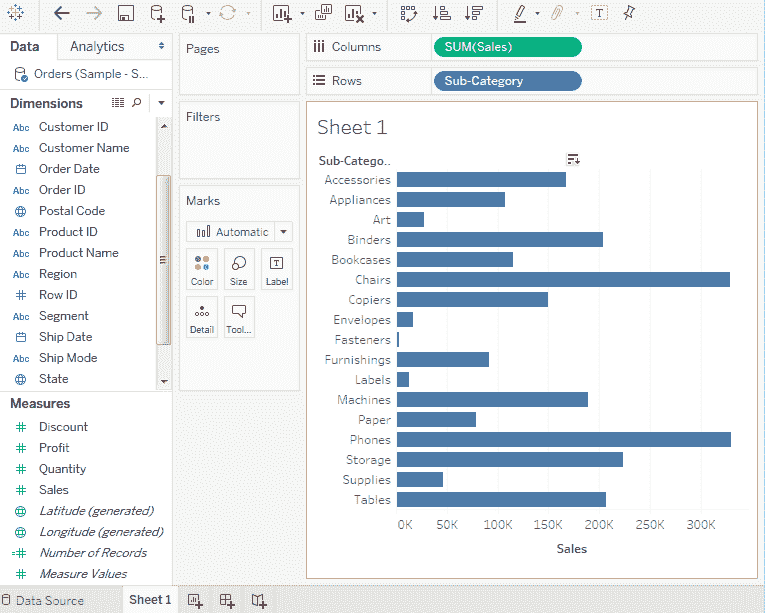 Data
Analytics
Orders (Sample - S...
Dimensions
Abc Customer ID
Abc Customer Name
Order Date
Abc Order ID
Postal Code
Abc Product ID
Abc Product Name
Abc Region
# Row ID
Abc Segment
Ship Date
Abc Ship Mode
State
Measures
# Discount
# Profit
# Quantity
# Sales
Latitude (generated)
Longitude (generated)
=# Number of Records
# Measure Values
Pages
Filters
Marks
Automatic
Color Size Label
Detail Tool...
Columns SUM(Sales)
Rows Sub-Category
Sheet 1
Sub-Catego..
Accessories
Appliances
Art
Binders
Bookcases
Chairs
Copiers
Envelopes
Fasteners
Furnishings
Labels
Machines
Paper
Phones
Storage
Supplies
Tables
0K 50K 100K 150K 200K 250K 300K
Sales
Data Source Sheet 1